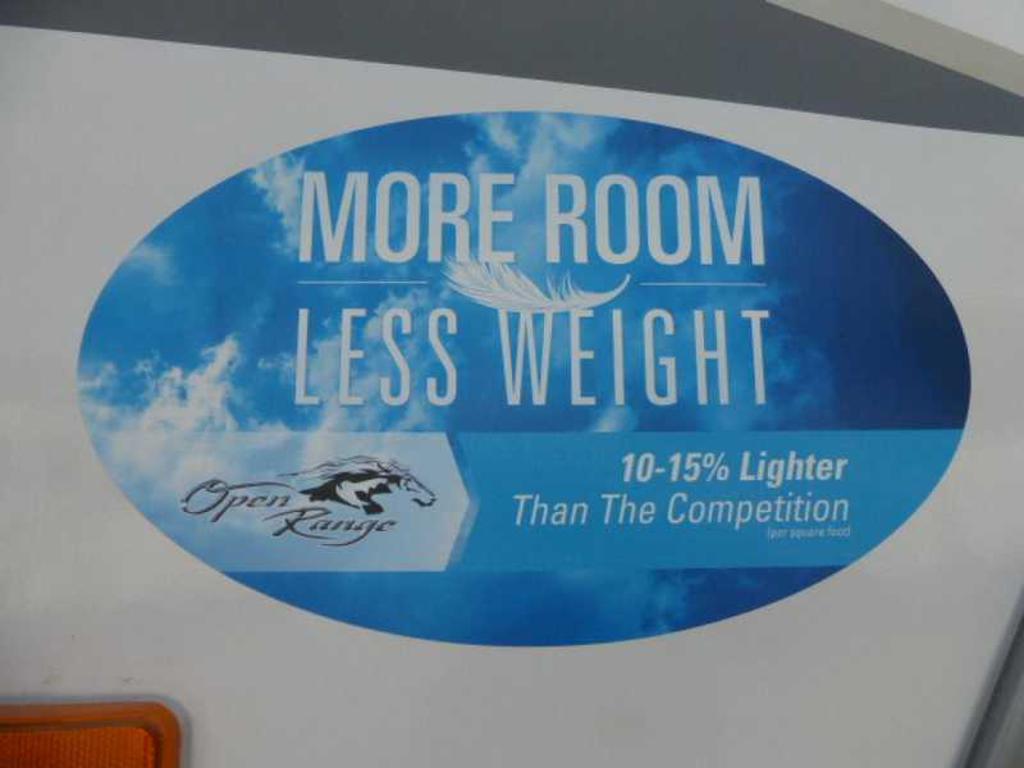 MORE ROOM
LESS WEIGHT
Open
Range
10-15% Lighter
Than The Competition
(per square foot)